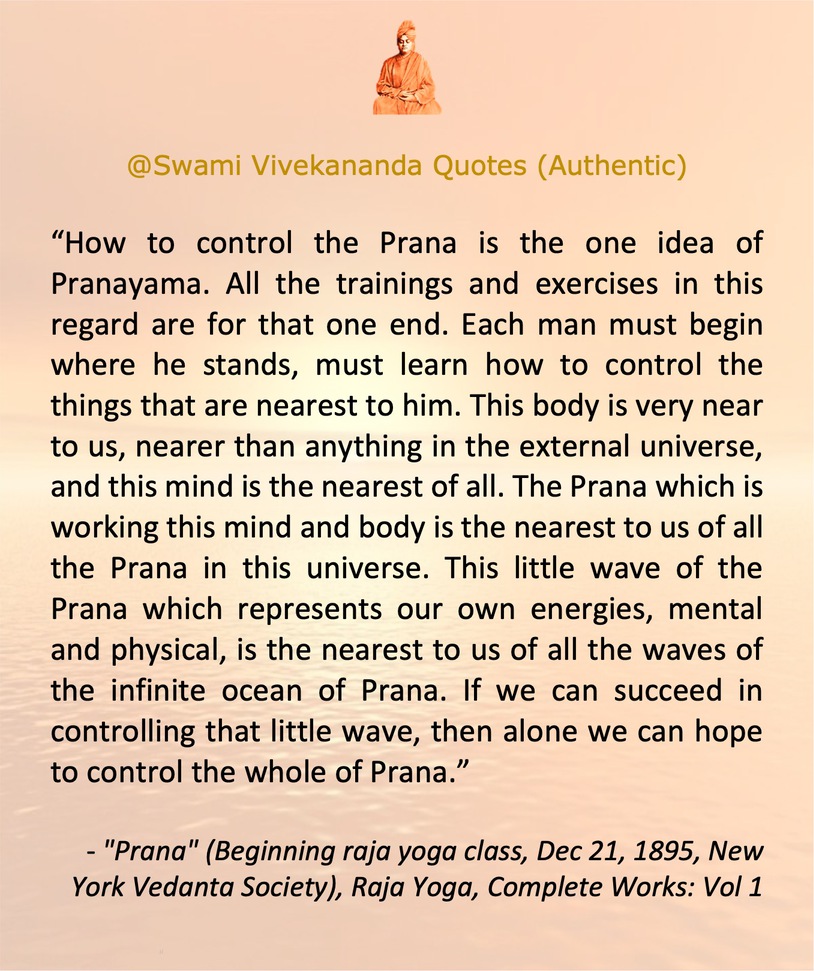 @Swami Vivekananda Quotes (Authentic)
“How to control the Prana is the one idea of
Pranayama. All the trainings and exercises in this
regard are for that one end. Each man must begin
where he stands, must learn how to control the
things that are nearest to him. This body is very near
to us, nearer than anything in the external universe,
and this mind is the nearest of all. The Prana which is
working this mind and body is the nearest to us of all
the Prana in this universe. This little wave of the
Prana which represents our own energies, mental
and physical, is the nearest to us of all the waves of
the infinite ocean of Prana. If we can succeed in
controlling that little wave, then alone we can hope
to control the whole of Prana.”
- "Prana" (Beginning raja yoga class, Dec 21, 1895, New
York Vedanta Society), Raja Yoga, Complete Works: Vol 1